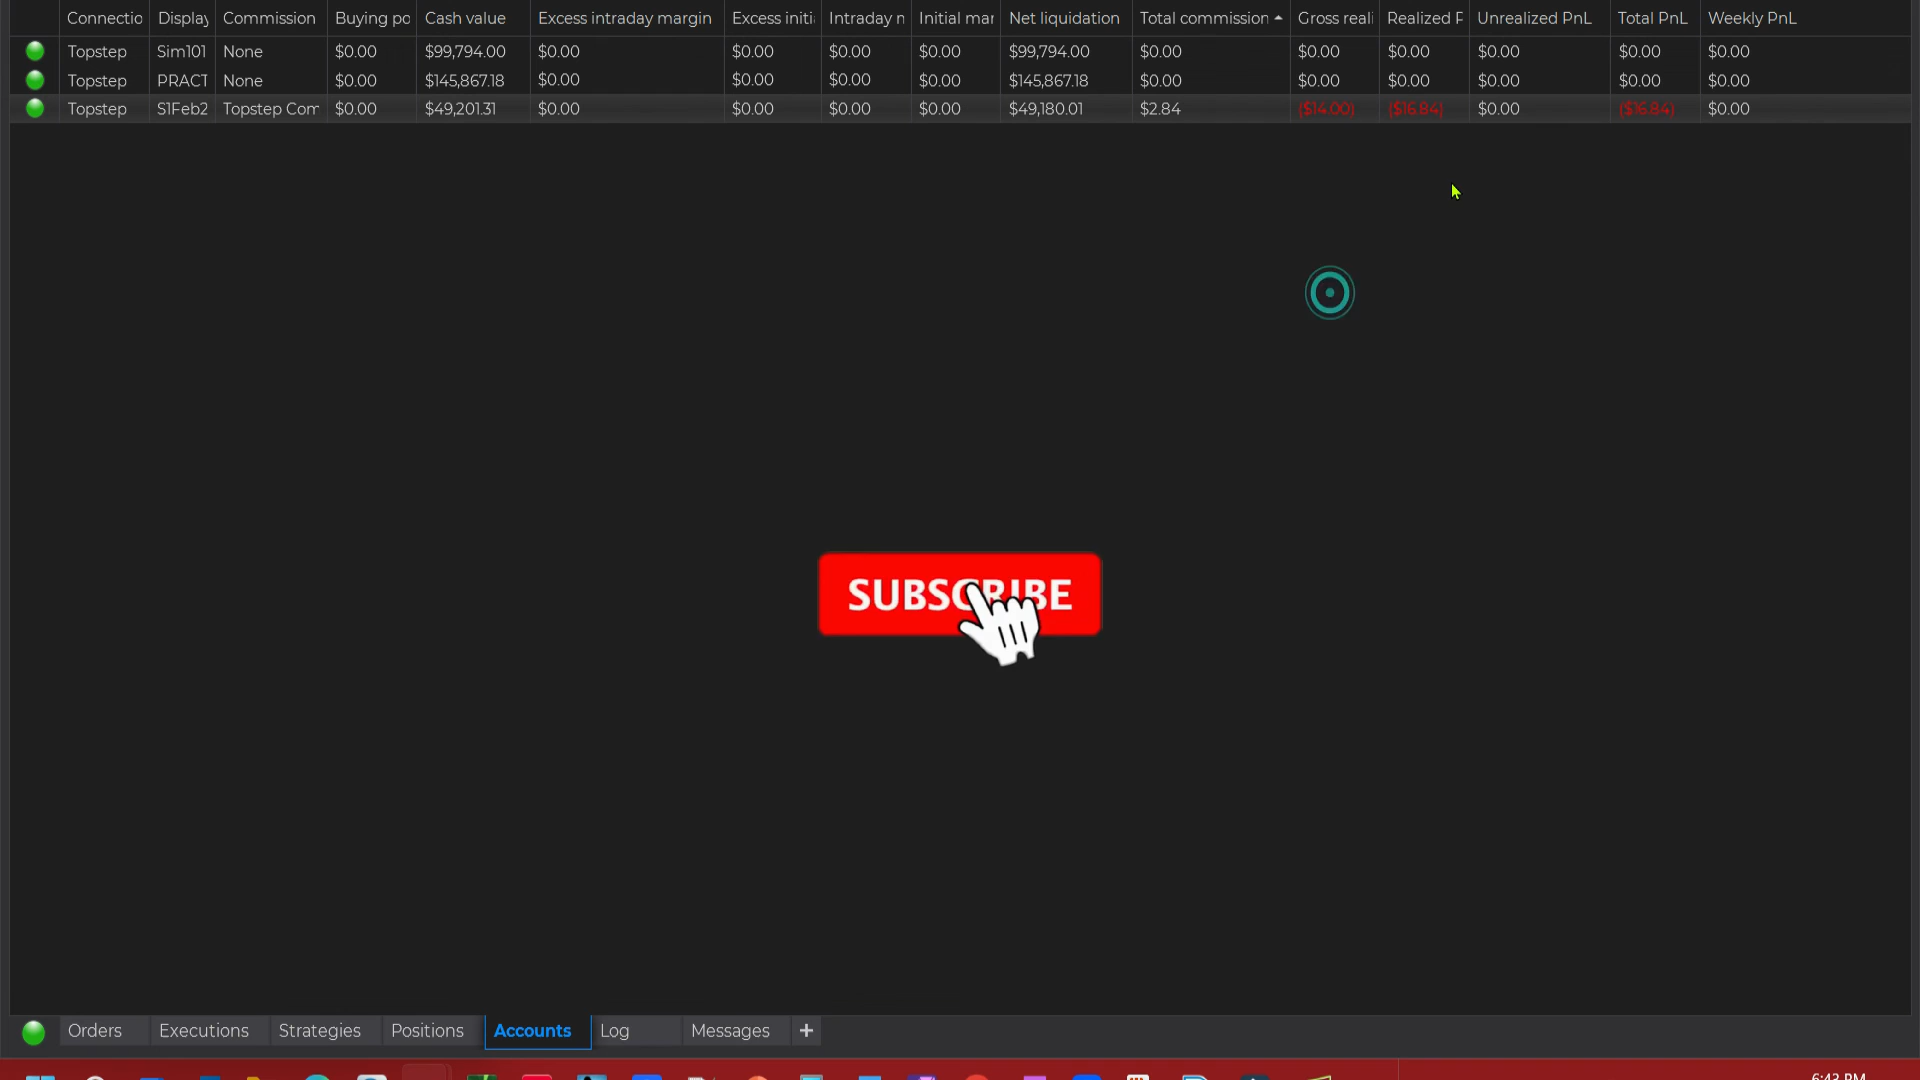 Connectio Display Commission Buying po Cash value Excess intraday margin Excess initi Intraday n Initial mar Net liquidation Total commission Gross reali Realized P Unrealized PnL Total PnL Weekly PnL
Topstep Sim101 None $0.00 $99,794.00 $0.00 $0.00 $0.00 $0.00 $99,794.00 $0.00 $0.00 $0.00 $0.00 $0.00 $0.00
Topstep PRACT None $0.00 $145,867.18 $0.00 $0.00 $0.00 $0.00 $145,867.18 $0.00 $0.00 $0.00 $0.00 $0.00 $0.00
Topstep S1Feb2 Topstep Com $0.00 $49,201.31 $0.00 $0.00 $0.00 $0.00 $49,180.01 $2.84 ($14.00) ($16.84) $0.00 ($16.84) $0.00
SUBSCRIBE
Orders Executions Strategies Positions Accounts Log Messages +
6:43 PM